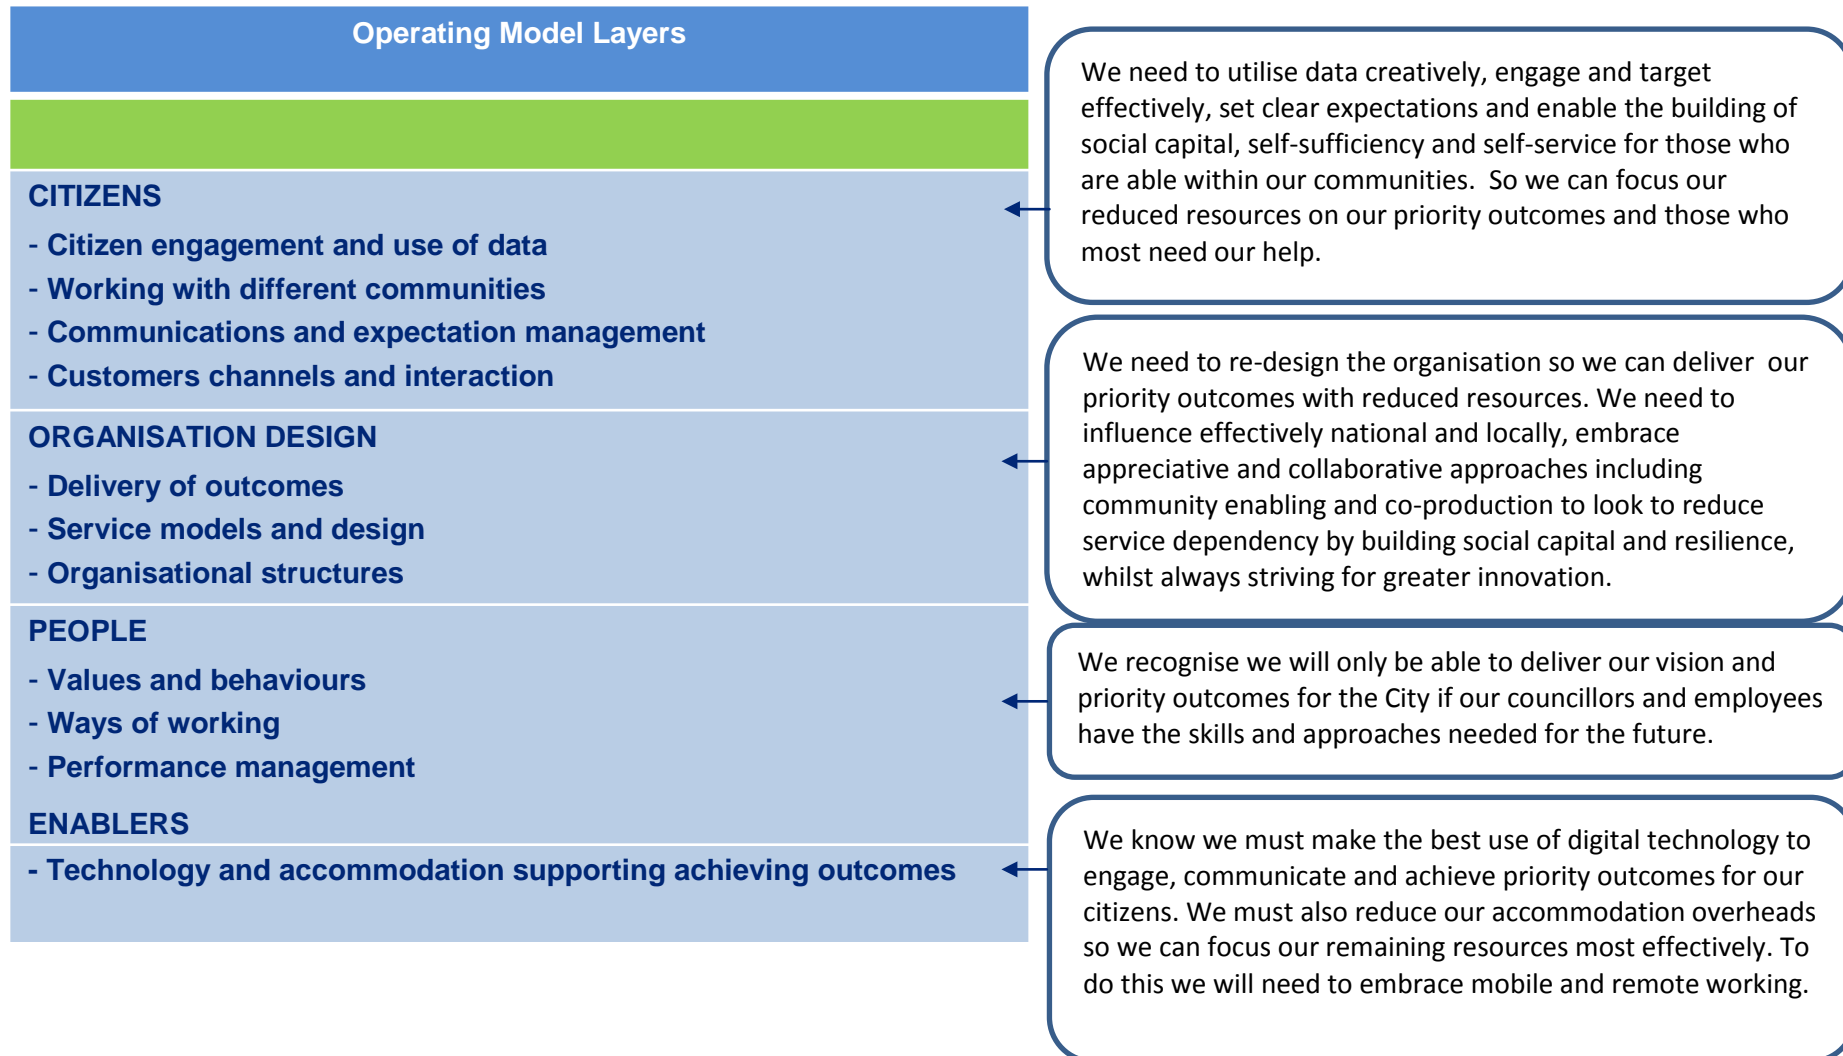 Operating Model Layers
CITIZENS
- Citizen engagement and use of data
- Working with different communities
- Communications and expectation management
- Customers channels and interaction
ORGANISATION DESIGN
- Delivery of outcomes
- Service models and design
- Organisational structures
PEOPLE
- Values and behaviours
- Ways of working
- Performance management
ENABLERS
- Technology and accommodation supporting achieving outcomes
We need to utilise data creatively, engage and target
effectively, set clear expectations and enable the building of
social capital, self-sufficiency and self-service for those who
are able within our communities.  So we can focus our
reduced resources on our priority outcomes and those who
most need our help.
We need to re-design the organisation so we can deliver  our
priority outcomes with reduced resources. We need to
influence effectively national and locally, embrace
appreciative and collaborative approaches including
community enabling and co-production to look to reduce
service dependency by building social capital and resilience,
whilst always striving for greater innovation.
We recognise we will only be able to deliver our vision and
priority outcomes for the City if our councillors and employees
have the skills and approaches needed for the future.
We know we must make the best use of digital technology to
engage, communicate and achieve priority outcomes for our
citizens. We must also reduce our accommodation overheads
so we can focus our remaining resources most effectively. To
do this we will need to embrace mobile and remote working.